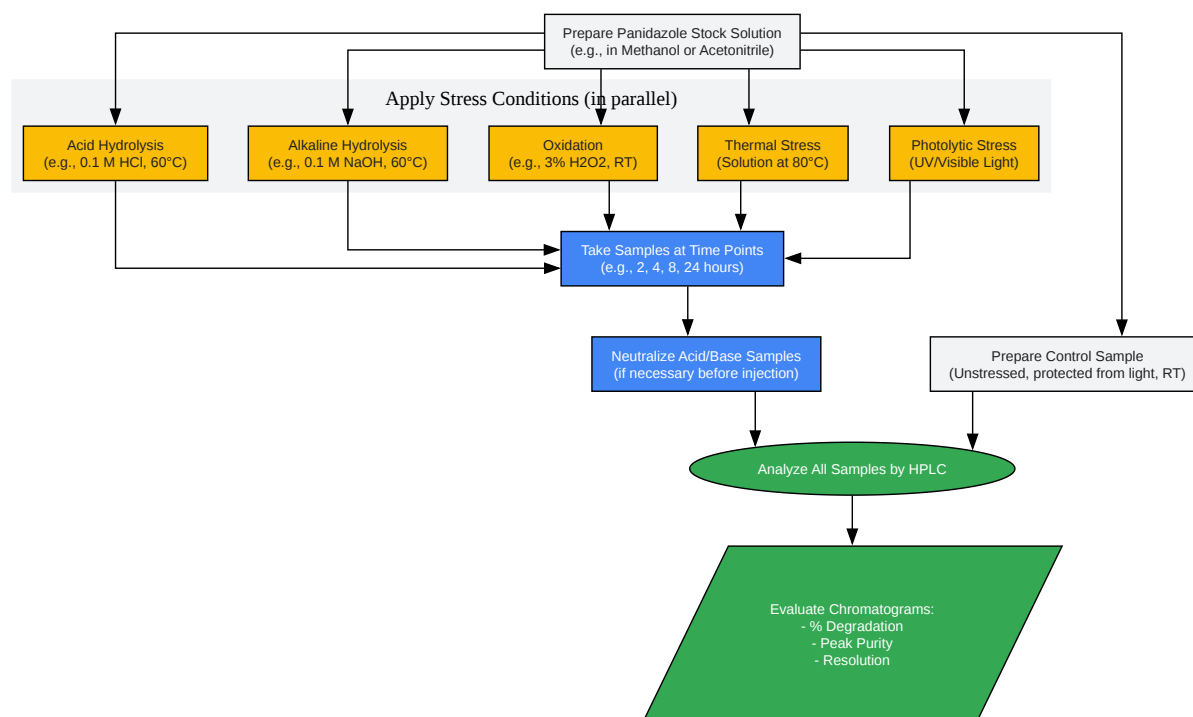 Prepare Panidazole Stock Solution
(e.g., in Methanol or Acetonitrile)
Apply Stress Conditions (in parallel)
Acid Hydrolysis
(e.g., 0.1 M HCl, 60°C)
Alkaline Hydrolysis
(e.g., 0.1 M NaOH, 60°C)
Oxidation
(e.g., 3% H2O2, RT)
Thermal Stress
(Solution at 80°C)
Photolytic Stress
(UV/Visible Light)
Take Samples at Time Points
(e.g., 2, 4, 8, 24 hours)
Neutralize Acid/Base Samples
(if necessary before injection)
Prepare Control Sample
(Unstressed, protected from light, RT)
Analyze All Samples by HPLC
Evaluate Chromatograms:
- % Degradation
- Peak Purity
- Resolution